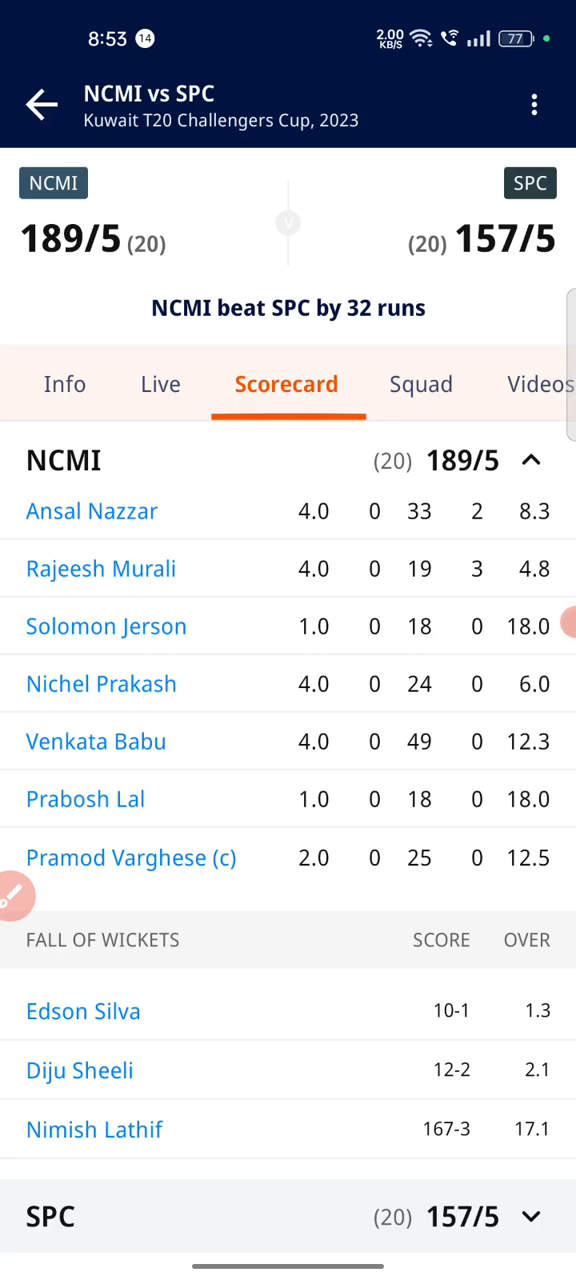 8:53 14 2.00 KB/S 77
NCMI vs SPC
Kuwait T20 Challengers Cup, 2023
NCMI V SPC
189/5 (20) (20) 157/5
NCMI beat SPC by 32 runs
Info Live Scorecard Squad Videos
NCMI (20) 189/5
Ansal Nazzar 4.0 0 33 2 8.3
Rajeesh Murali 4.0 0 19 3 4.8
Solomon Jerson 1.0 0 18 0 18.0
Nichel Prakash 4.0 0 24 0 6.0
Venkata Babu 4.0 0 49 0 12.3
Prabosh Lal 1.0 0 18 0 18.0
Pramod Varghese (c) 2.0 0 25 0 12.5
FALL OF WICKETS SCORE OVER
Edson Silva 10-1 1.3
Diju Sheeli 12-2 2.1
Nimish Lathif 167-3 17.1
SPC (20) 157/5